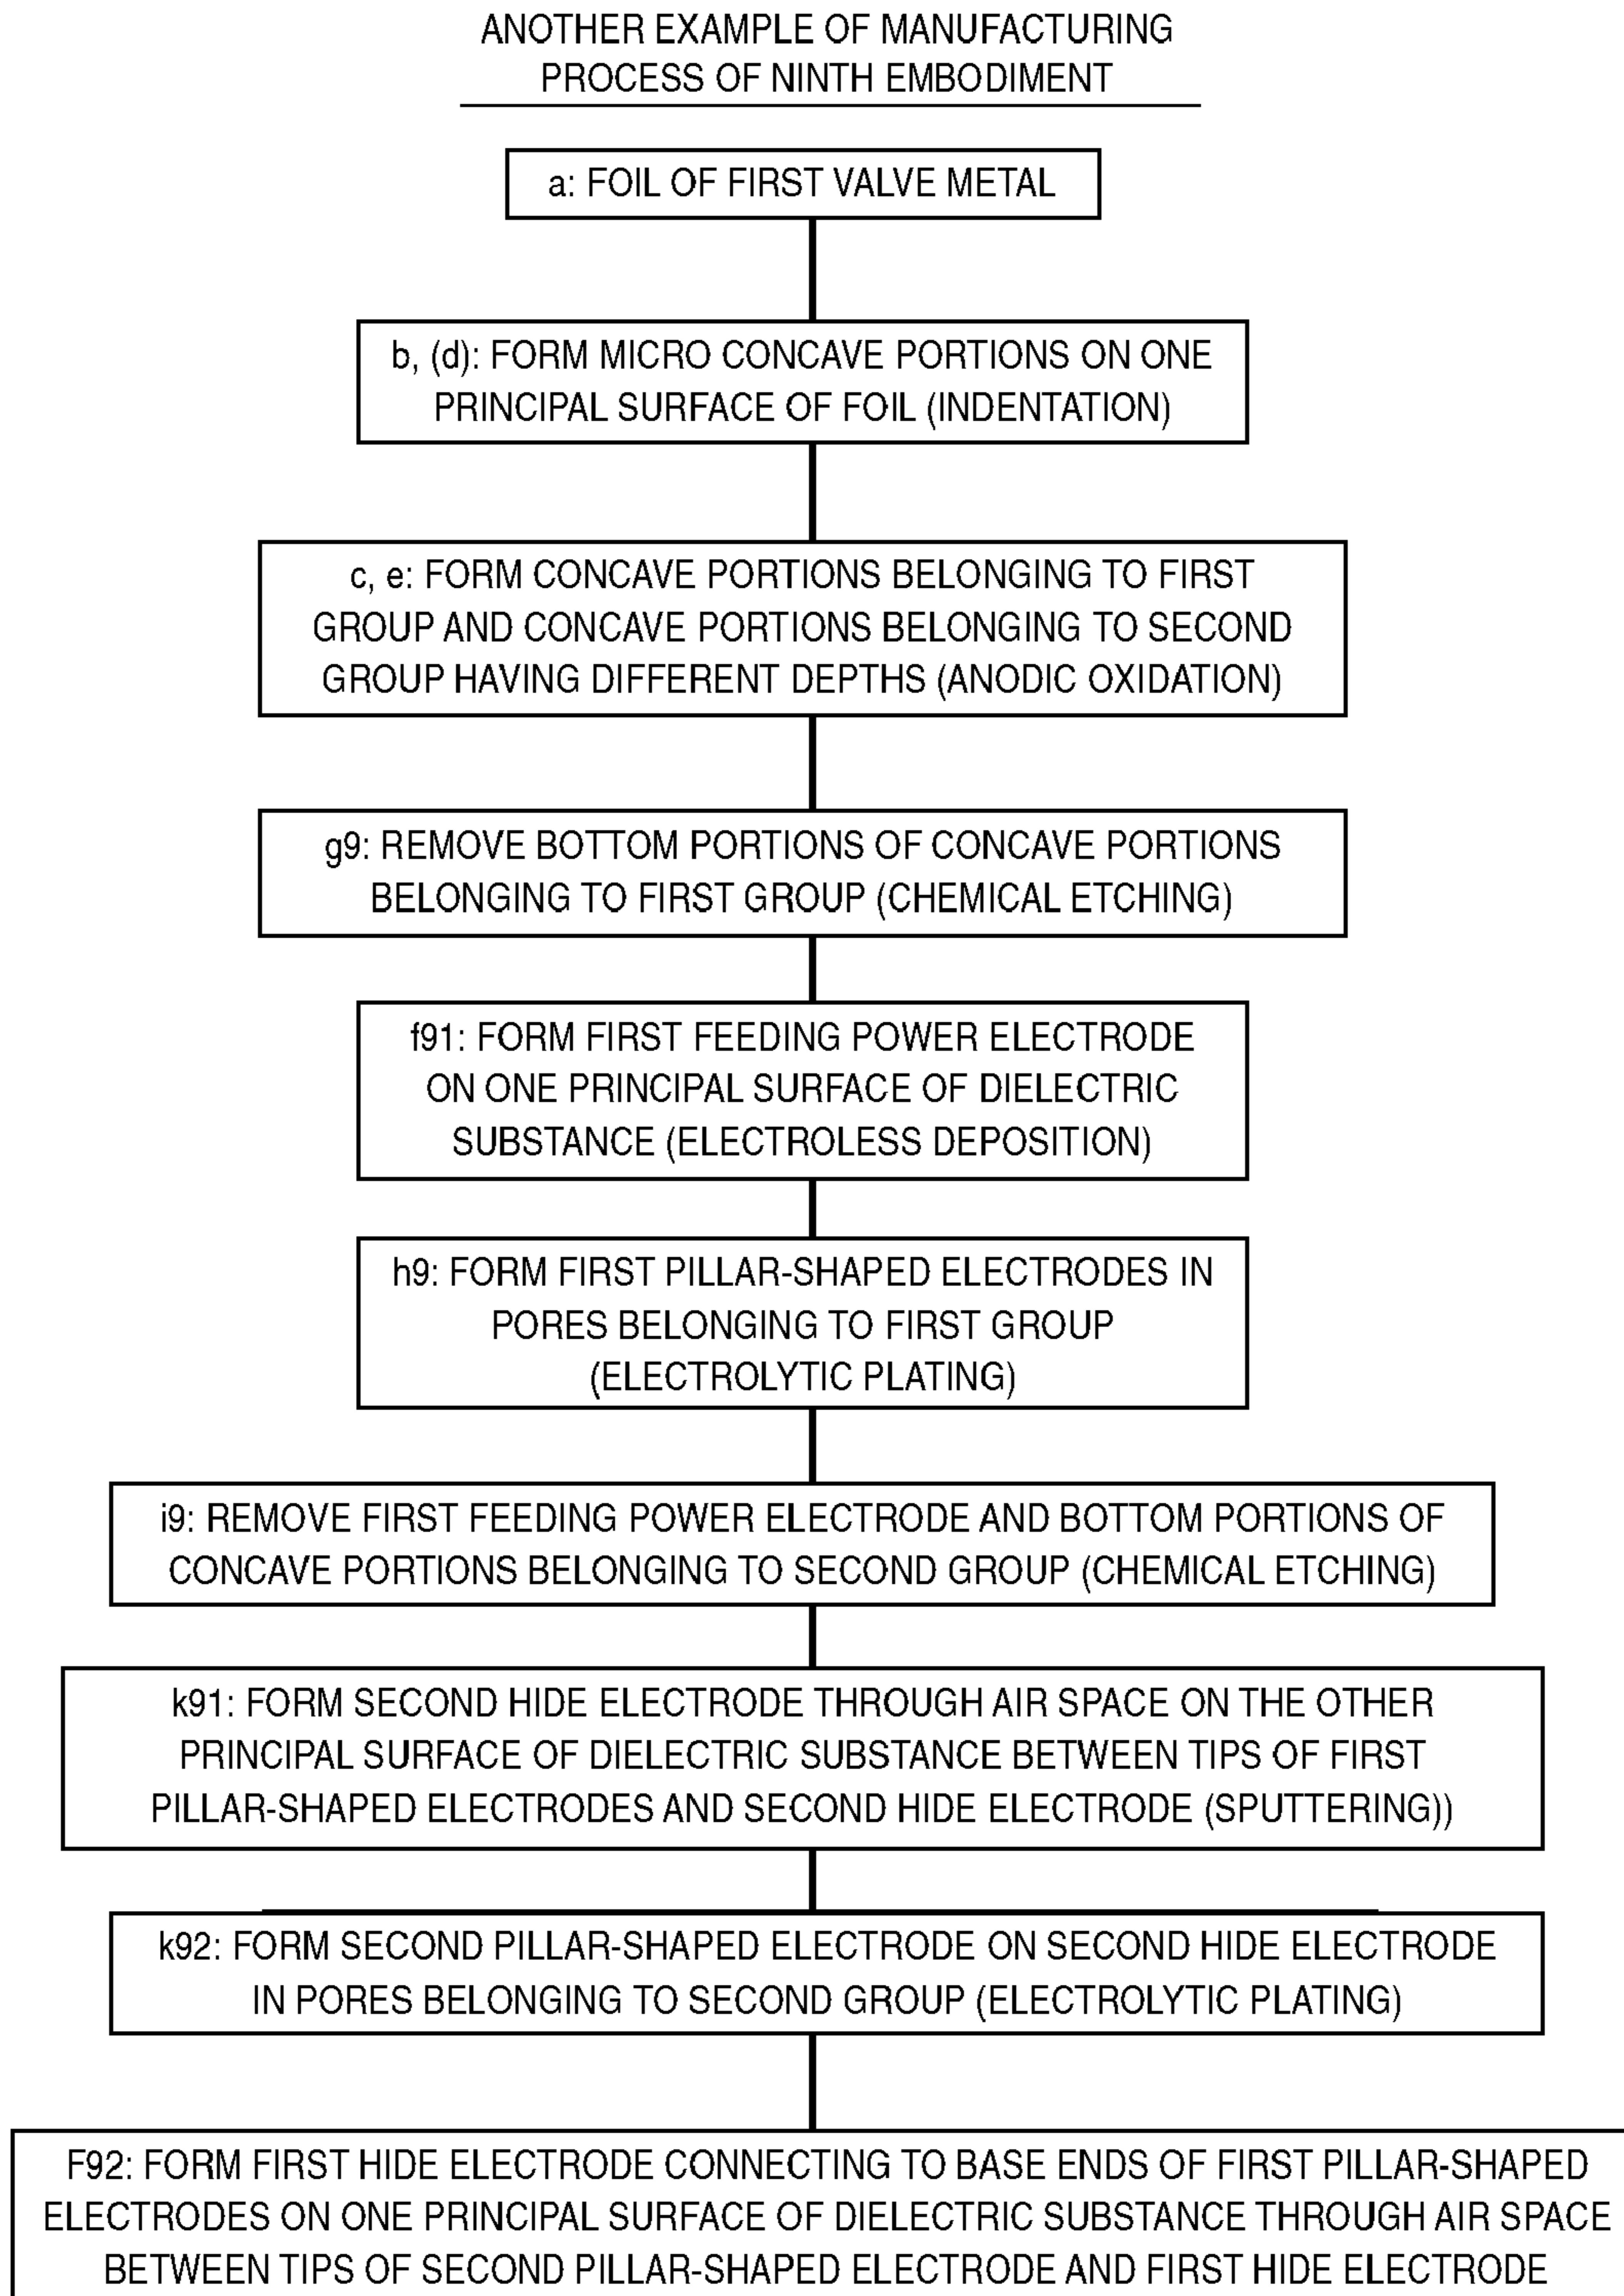 ANOTHER EXAMPLE OF MANUFACTURING
PROCESS OF NINTH EMBODIMENT
a: FOIL OF FIRST VALVE METAL
b, (d): FORM MICRO CONCAVE PORTIONS ON ONE
PRINCIPAL SURFACE OF FOIL (INDENTATION)
c, e: FORM CONCAVE PORTIONS BELONGING TO FIRST
GROUP AND CONCAVE PORTIONS BELONGING TO SECOND
GROUP HAVING DIFFERENT DEPTHS (ANODIC OXIDATION)
g9: REMOVE BOTTOM PORTIONS OF CONCAVE PORTIONS
BELONGING TO FIRST GROUP (CHEMICAL ETCHING)
f91: FORM FIRST FEEDING POWER ELECTRODE
ON ONE PRINCIPAL SURFACE OF DIELECTRIC
SUBSTANCE (ELECTROLESS DEPOSITION)
h9: FORM FIRST PILLAR-SHAPED ELECTRODES IN
PORES BELONGING TO FIRST GROUP
(ELECTROLYTIC PLATING)
i9: REMOVE FIRST FEEDING POWER ELECTRODE AND BOTTOM PORTIONS OF
CONCAVE PORTIONS BELONGING TO SECOND GROUP (CHEMICAL ETCHING)
k91: FORM SECOND HIDE ELECTRODE THROUGH AIR SPACE ON THE OTHER
PRINCIPAL SURFACE OF DIELECTRIC SUBSTANCE BETWEEN TIPS OF FIRST
PILLAR-SHAPED ELECTRODES AND SECOND HIDE ELECTRODE (SPUTTERING))
k92: FORM SECOND PILLAR-SHAPED ELECTRODE ON SECOND HIDE ELECTRODE
IN PORES BELONGING TO SECOND GROUP (ELECTROLYTIC PLATING)
F92: FORM FIRST HIDE ELECTRODE CONNECTING TO BASE ENDS OF FIRST PILLAR-SHAPED
ELECTRODES ON ONE PRINCIPAL SURFACE OF DIELECTRIC SUBSTANCE THROUGH AIR SPACE
BETWEEN TIPS OF SECOND PILLAR-SHAPED ELECTRODE AND FIRST HIDE ELECTRODE